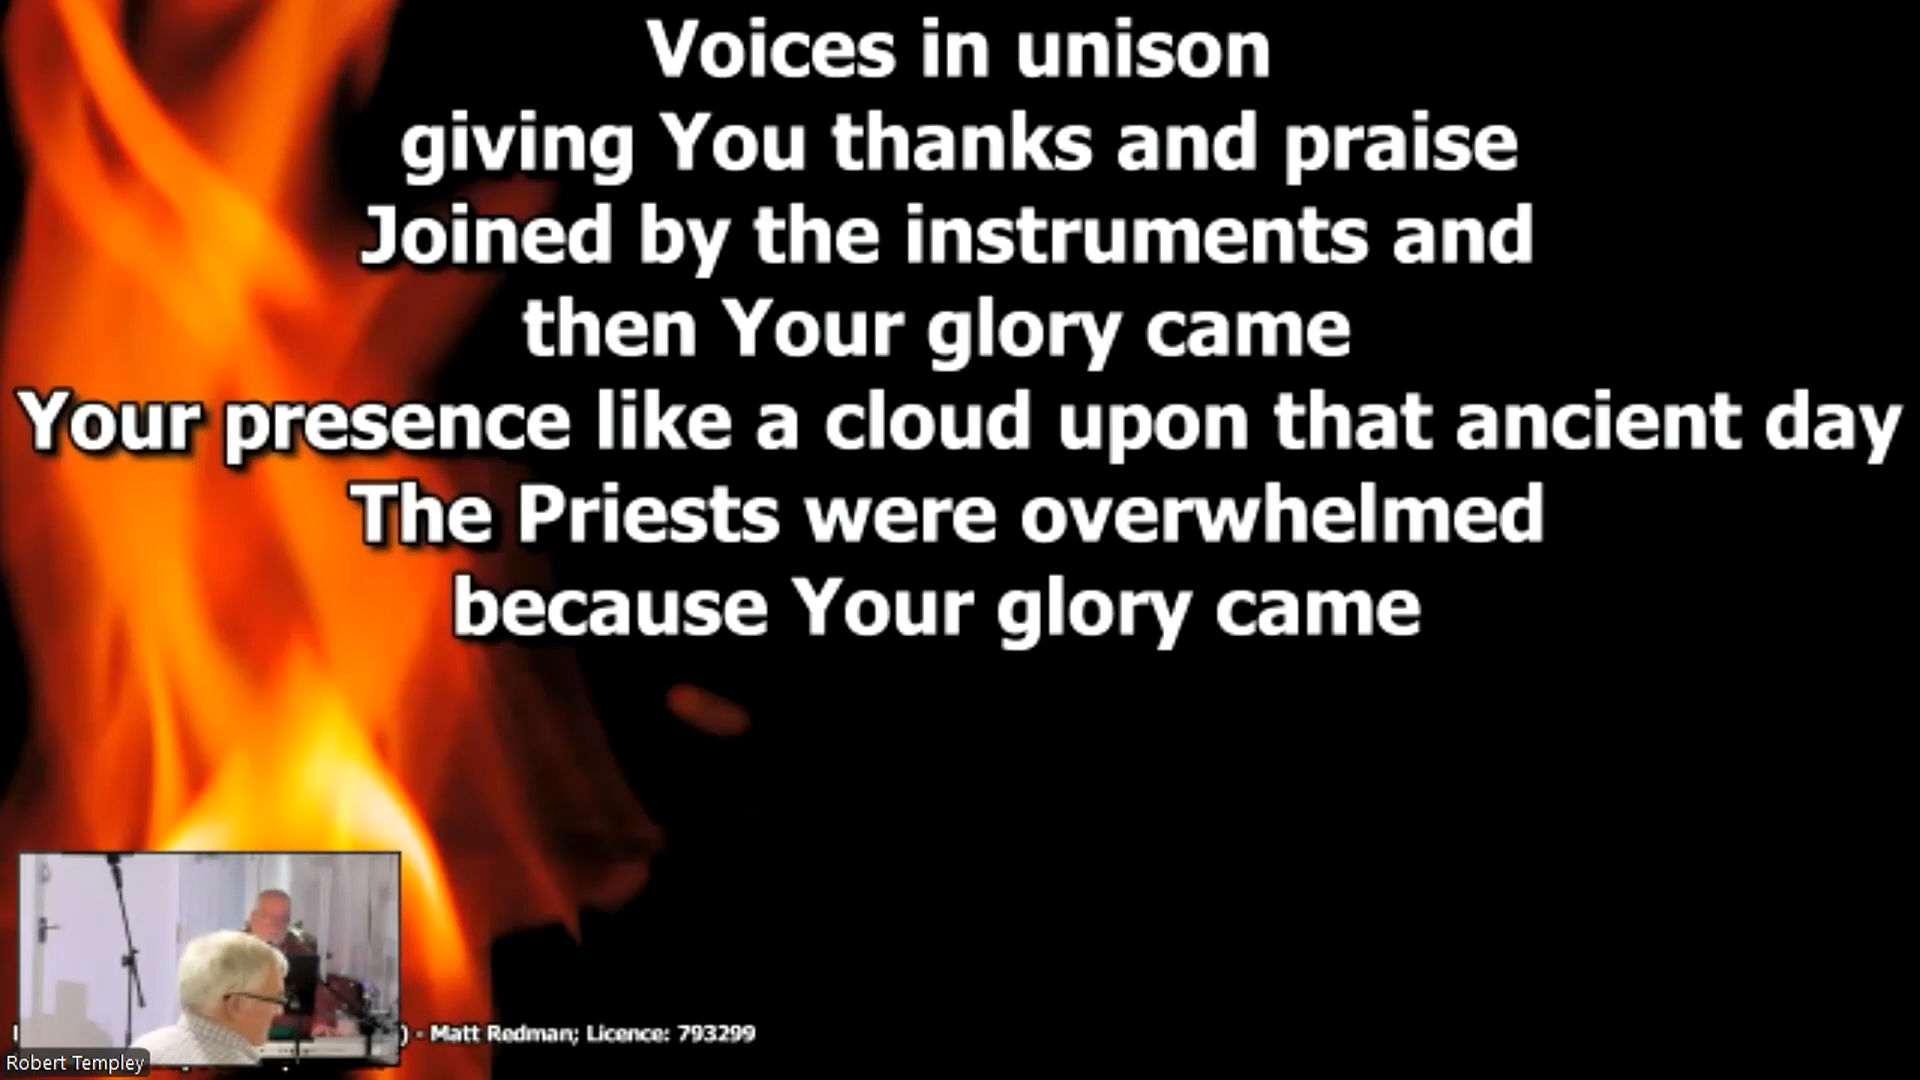 Voices in unison
giving You thanks and praise
Joined by the instruments and
then Your glory came
Your presence like a cloud upon that ancient day
The Priests were overwhelmed
because Your glory came
) - Matt Redman; Licence: 793299
Robert Templey